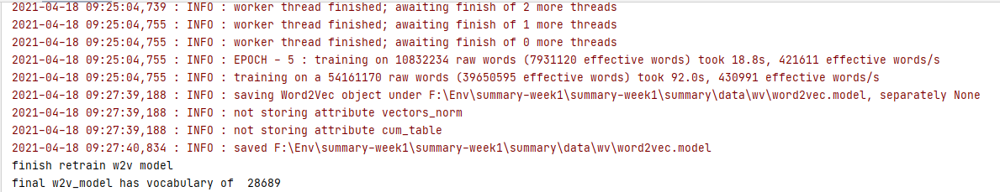 2021-04-18 09:25:04,739 : INFO : worker thread finished; awaiting finish of 2 more threads
2021-04-18 09:25:04,755 : INFO : worker thread finished; awaiting finish of 1 more threads
2021-04-18 09:25:04,755 : INFO : worker thread finished; awaiting finish of 0 more threads
2021-04-18 09:25:04,755 : INFO : EPOCH - 5 : training on 10832234 raw words (7931120 effective words) took 18.8s, 421611 effective words/s
2021-04-18 09:25:04,755 : INFO : training on a 54161170 raw words (39650595 effective words) took 92.0s, 430991 effective words/s
2021-04-18 09:27:39,188 : INFO : saving Word2Vec object under F:\Env\summary-week1\summary-week1\summary\data\wv\word2vec.model, separately None
2021-04-18 09:27:39,188 : INFO : not storing attribute vectors_norm
2021-04-18 09:27:39,188 : INFO : not storing attribute cum_table
2021-04-18 09:27:40,834 : INFO : saved F:\Env\summary-week1\summary-week1\summary\data\wv\word2vec.model
finish retrain w2v model
final w2v_model has vocabulary of  28689